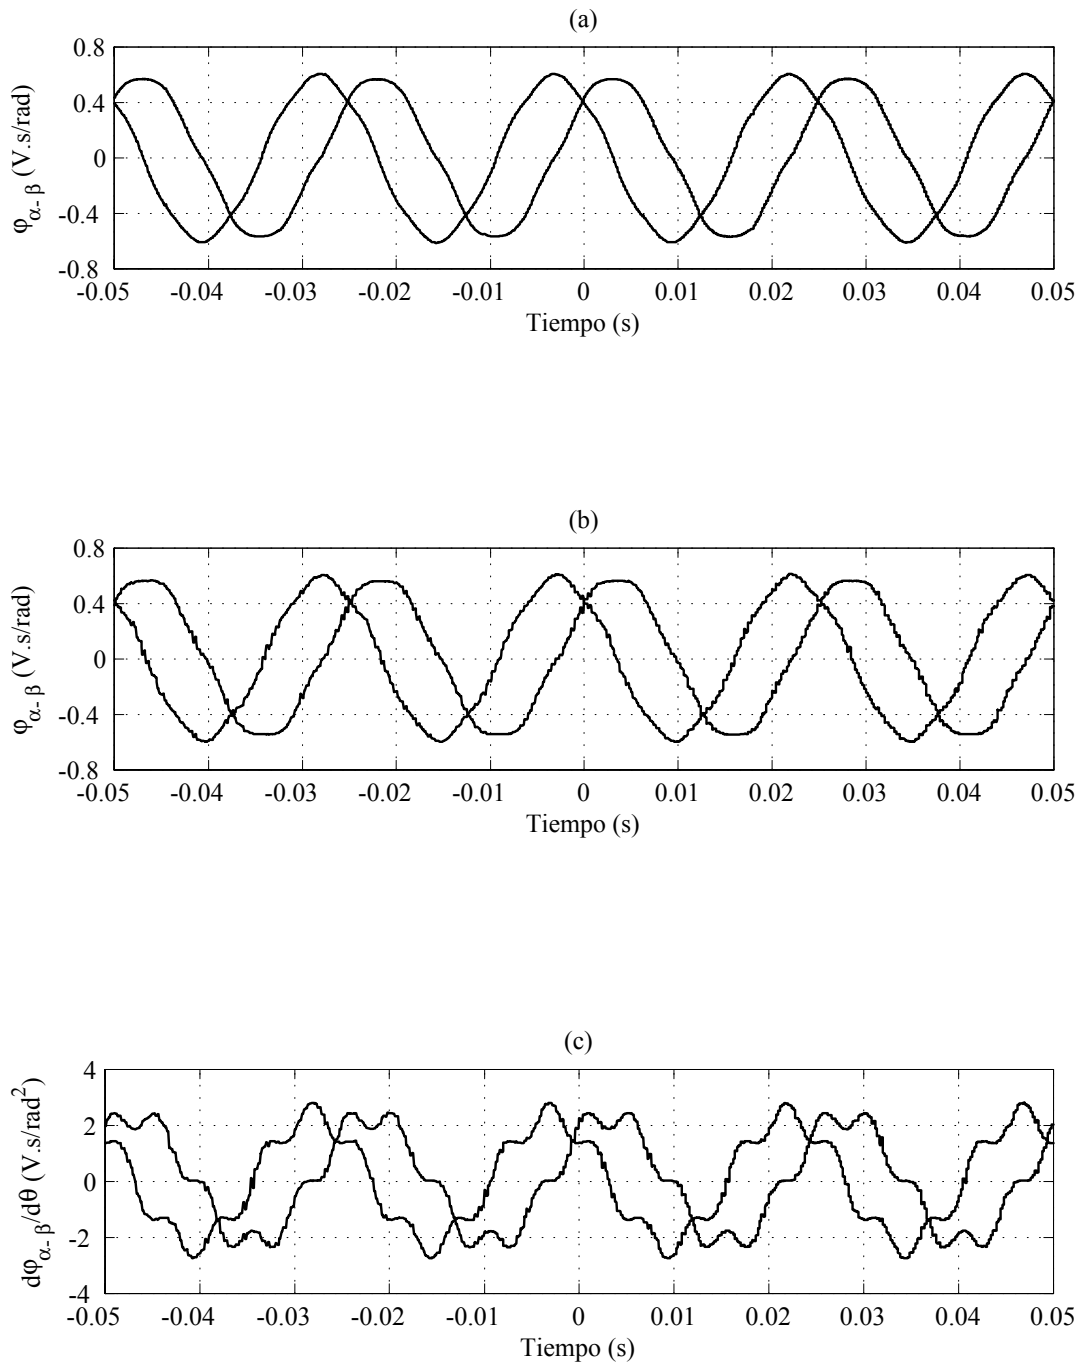 (a)
0.8
0.4
0
-0.4
-0.8
φα- β (V.s/rad)
-0.05 -0.04 -0.03 -0.02 -0.01 0 0.01 0.02 0.03 0.04 0.05
Tiempo (s)
(b)
0.8
0.4
0
-0.4
-0.8
φα- β (V.s/rad)
-0.05 -0.04 -0.03 -0.02 -0.01 0 0.01 0.02 0.03 0.04 0.05
Tiempo (s)
(c)
4
2
0
-2
-4
dφα- β/dθ (V.s/rad²)
-0.05 -0.04 -0.03 -0.02 -0.01 0 0.01 0.02 0.03 0.04 0.05
Tiempo (s)